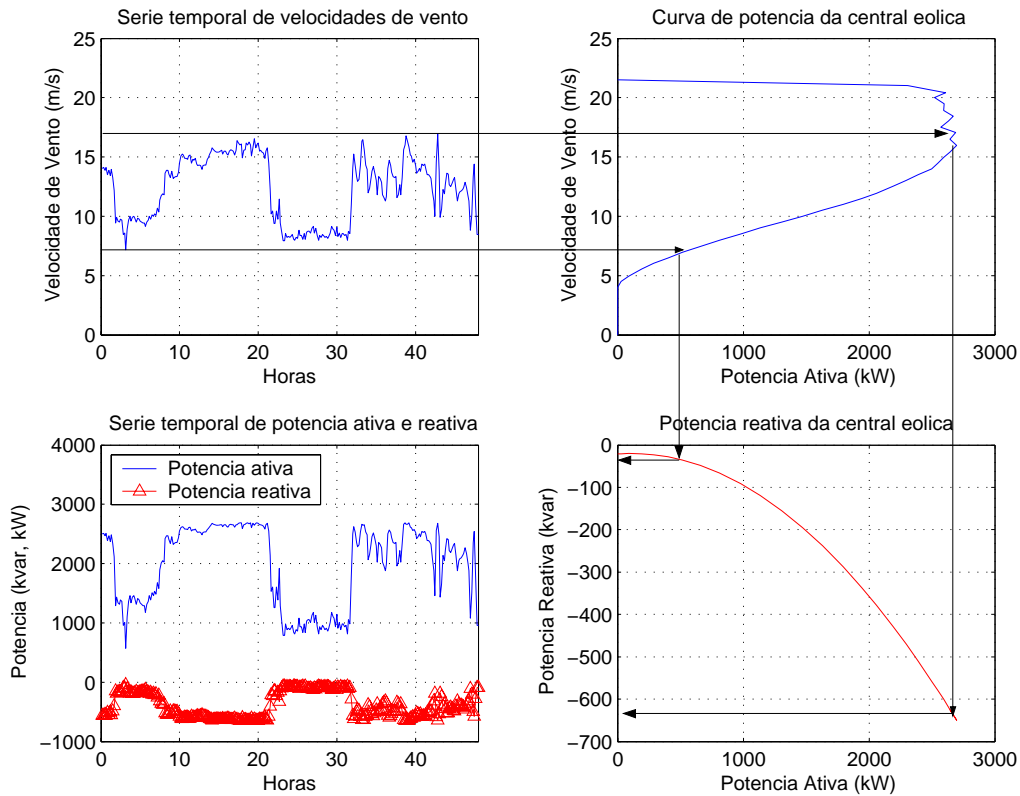 Serie temporal de velocidades de vento
Velocidade de Vento (m/s)
25
20
15
10
5
0
0 10 20 30 40
Horas
Curva de potencia da central eolica
Velocidade de Vento (m/s)
25
20
15
10
5
0
0 1000 2000 3000
Potencia Ativa (kW)
Serie temporal de potencia ativa e reativa
Potencia (kvar, kW)
4000
3000
2000
1000
0
−1000
Potencia ativa
Potencia reativa
0 10 20 30 40
Horas
Potencia reativa da central eolica
Potencia Reativa (kvar)
0
−100
−200
−300
−400
−500
−600
−700
0 1000 2000 3000
Potencia Ativa (kW)